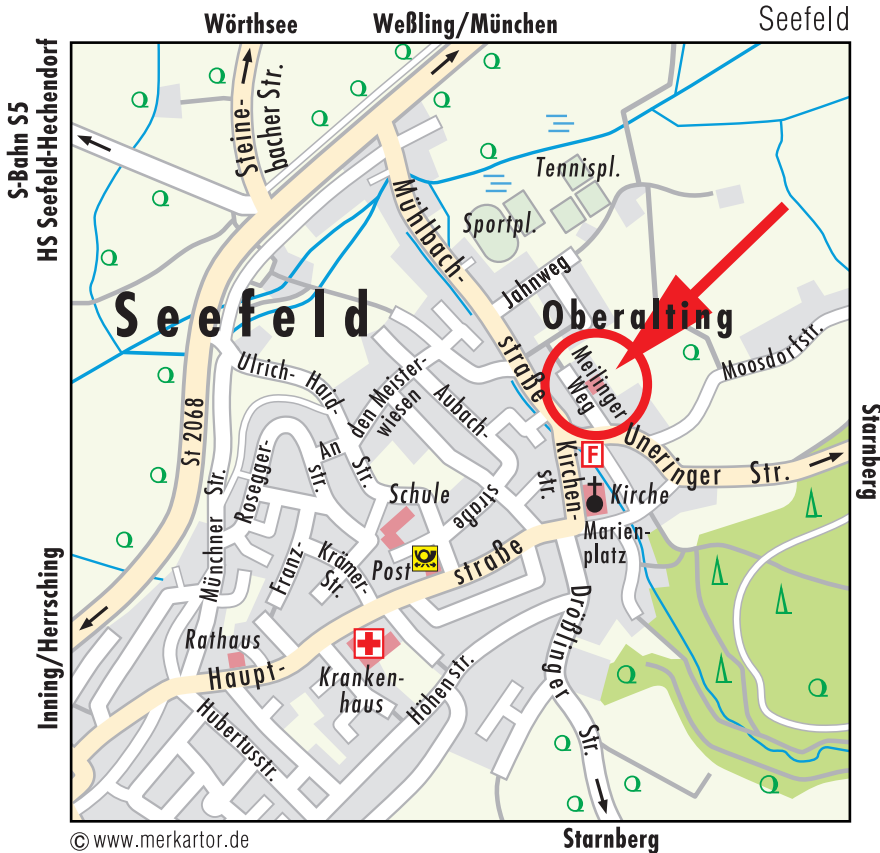 Seefeld
Wörthsee
Weßling/München
S-Bahn S5
HS Seefeld-Hechendorf
Steine-
bacher Str.
Tennispl.
Sportpl.
Mühlbach-
straße
Jahnweg
Seefeld
Oberalting
Moosdorfstr.
Meilinger
Weg
Ulrich-Haid-
Str.
An
den Meister-
wiesen
Aubach-
straße
St 2068
Rosegger-
str.
Münchner Str.
Uneringer Str.
Starnberg
F
Kirchen-
str.
Schule
Kirche
Marien-
platz
Franz-
Krämer-
Str.
Post
Haupt-
straße
Inning/Herrsching
Rathaus
Kranken-
haus
Höhenstr.
Drößlinger
Str.
Hubertusstr.
© www.merkartor.de
Starnberg